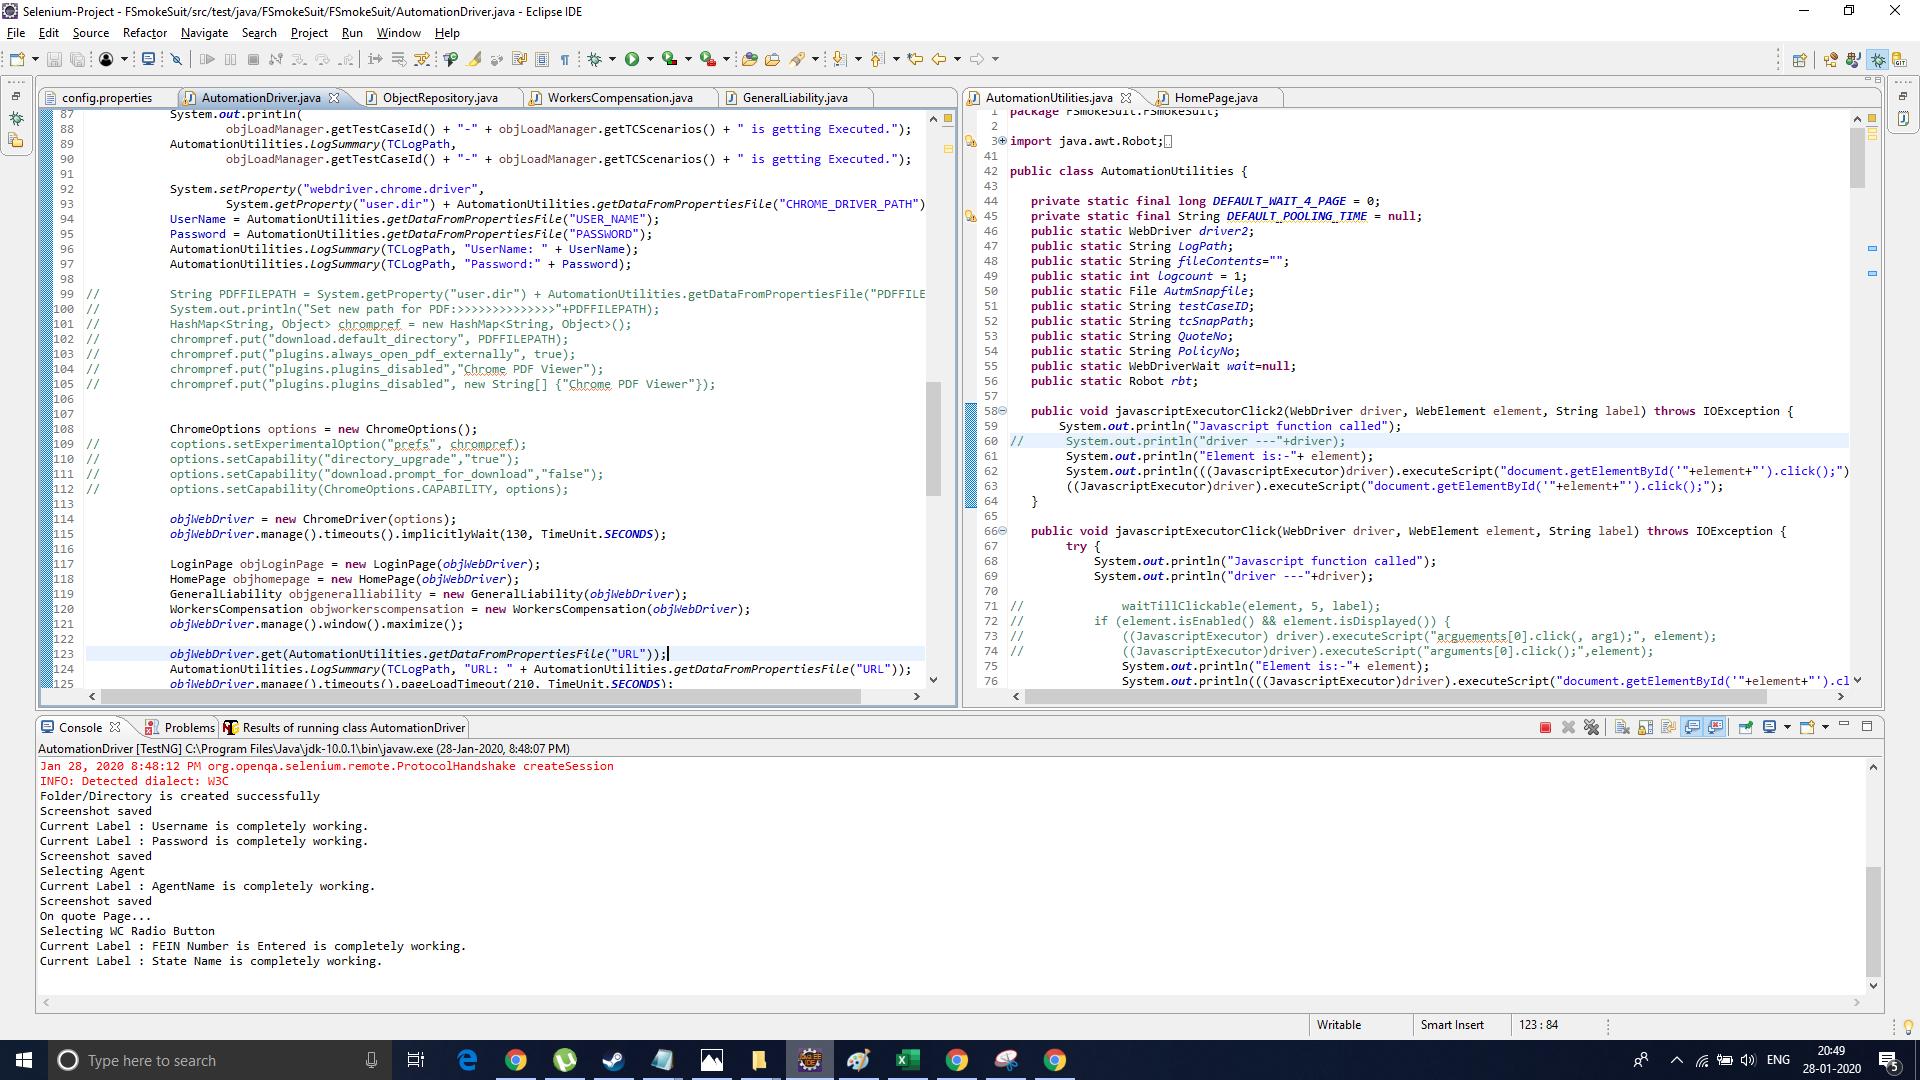 Selenium-Project - FSmokeSuit/src/test/java/FSmokeSuit/FSmokeSuit/AutomationDriver.java - Eclipse IDE
File Edit Source Refactor Navigate Search Project Run Window Help
config.properties AutomationDriver.java ObjectRepository.java WorkersCompensation.java GeneralLiability.java
87 System.out.println(
88 objLoadManager.getTestCaseId() + "-" + objLoadManager.getTCScenarios() + " is getting Executed.");
89 AutomationUtilities.LogSummary(TCLogPath,
90 objLoadManager.getTestCaseId() + "-" + objLoadManager.getTCScenarios() + " is getting Executed.");
91
92 System.setProperty("webdriver.chrome.driver",
93 System.getProperty("user.dir") + AutomationUtilities.getDataFromPropertiesFile("CHROME_DRIVER_PATH")
94 UserName = AutomationUtilities.getDataFromPropertiesFile("USER_NAME");
95 Password = AutomationUtilities.getDataFromPropertiesFile("PASSWORD");
96 AutomationUtilities.LogSummary(TCLogPath, "UserName: " + UserName);
97 AutomationUtilities.LogSummary(TCLogPath, "Password:" + Password);
98
99 // String PDFFILEPATH = System.getProperty("user.dir") + AutomationUtilities.getDataFromPropertiesFile("PDFFILE
100 // System.out.println("Set new path for PDF:>>>>>>>>>>>>>>>"+PDFFILEPATH);
101 // HashMap<String, Object> chrompref = new HashMap<String, Object>();
102 // chrompref.put("download.default_directory", PDFFILEPATH);
103 // chrompref.put("plugins.always_open_pdf_externally", true);
104 // chrompref.put("plugins.plugins_disabled","Chrome PDF Viewer");
105 // chrompref.put("plugins.plugins_disabled", new String[] {"Chrome PDF Viewer"});
106
107
108 ChromeOptions options = new ChromeOptions();
109 // coptions.setExperimentalOption("prefs", chrompref);
110 // options.setCapability("directory_upgrade","true");
111 // options.setCapability("download.prompt_for_download","false");
112 // options.setCapability(ChromeOptions.CAPABILITY, options);
113
114 objWebDriver = new ChromeDriver(options);
115 objWebDriver.manage().timeouts().implicitlyWait(130, TimeUnit.SECONDS);
116
117 LoginPage objLoginPage = new LoginPage(objWebDriver);
118 HomePage objhomepage = new HomePage(objWebDriver);
119 GeneralLiability objgeneralliability = new GeneralLiability(objWebDriver);
120 WorkersCompensation objworkerscompensation = new WorkersCompensation(objWebDriver);
121 objWebDriver.manage().window().maximize();
122
123 objWebDriver.get(AutomationUtilities.getDataFromPropertiesFile("URL"));
124 AutomationUtilities.LogSummary(TCLogPath, "URL: " + AutomationUtilities.getDataFromPropertiesFile("URL"));
125 objWebDriver.manage().timeouts().pageLoadTimeout(210, TimeUnit.SECONDS);
AutomationUtilities.java HomePage.java
1 package FSmokeSuit.FSmokeSuit;
2
3 import java.awt.Robot;
41
42 public class AutomationUtilities {
43
44 private static final long DEFAULT_WAIT_4_PAGE = 0;
45 private static final String DEFAULT_POOLING_TIME = null;
46 public static WebDriver driver2;
47 public static String LogPath;
48 public static String fileContents="";
49 public static int logcount = 1;
50 public static File AutmSnapfile;
51 public static String testCaseID;
52 public static String tcSnapPath;
53 public static String QuoteNo;
54 public static String PolicyNo;
55 public static WebDriverWait wait=null;
56 public static Robot rbt;
57
58 public void javascriptExecutorClick2(WebDriver driver, WebElement element, String label) throws IOException {
59 System.out.println("Javascript function called");
60 // System.out.println("driver ---"+driver);
61 System.out.println("Element is:-"+ element);
62 System.out.println(((JavascriptExecutor)driver).executeScript("document.getElementById('"+element+"').click();")
63 ((JavascriptExecutor)driver).executeScript("document.getElementById('"+element+"').click();");
64 }
65
66 public void javascriptExecutorClick(WebDriver driver, WebElement element, String label) throws IOException {
67 try {
68 System.out.println("Javascript function called");
69 System.out.println("driver ---"+driver);
70
71 // waitTillClickable(element, 5, label);
72 // if (element.isEnabled() && element.isDisplayed()) {
73 // ((JavascriptExecutor) driver).executeScript("arguements[0].click(, arg1);", element);
74 // ((JavascriptExecutor)driver).executeScript("arguments[0].click();",element);
75 System.out.println("Element is:-"+ element);
76 System.out.println(((JavascriptExecutor)driver).executeScript("document.getElementById('"+element+"').cl
Console Problems Results of running class AutomationDriver
AutomationDriver [TestNG] C:\Program Files\Java\jdk-10.0.1\bin\javaw.exe (28-Jan-2020, 8:48:07 PM)
Jan 28, 2020 8:48:12 PM org.openqa.selenium.remote.ProtocolHandshake createSession
INFO: Detected dialect: W3C
Folder/Directory is created successfully
Screenshot saved
Current Label : Username is completely working.
Current Label : Password is completely working.
Screenshot saved
Selecting Agent
Current Label : AgentName is completely working.
Screenshot saved
On quote Page...
Selecting WC Radio Button
Current Label : FEIN Number is Entered is completely working.
Current Label : State Name is completely working.
Writable Smart Insert 123 : 84
Type here to search
ENG
20:49
28-01-2020
5